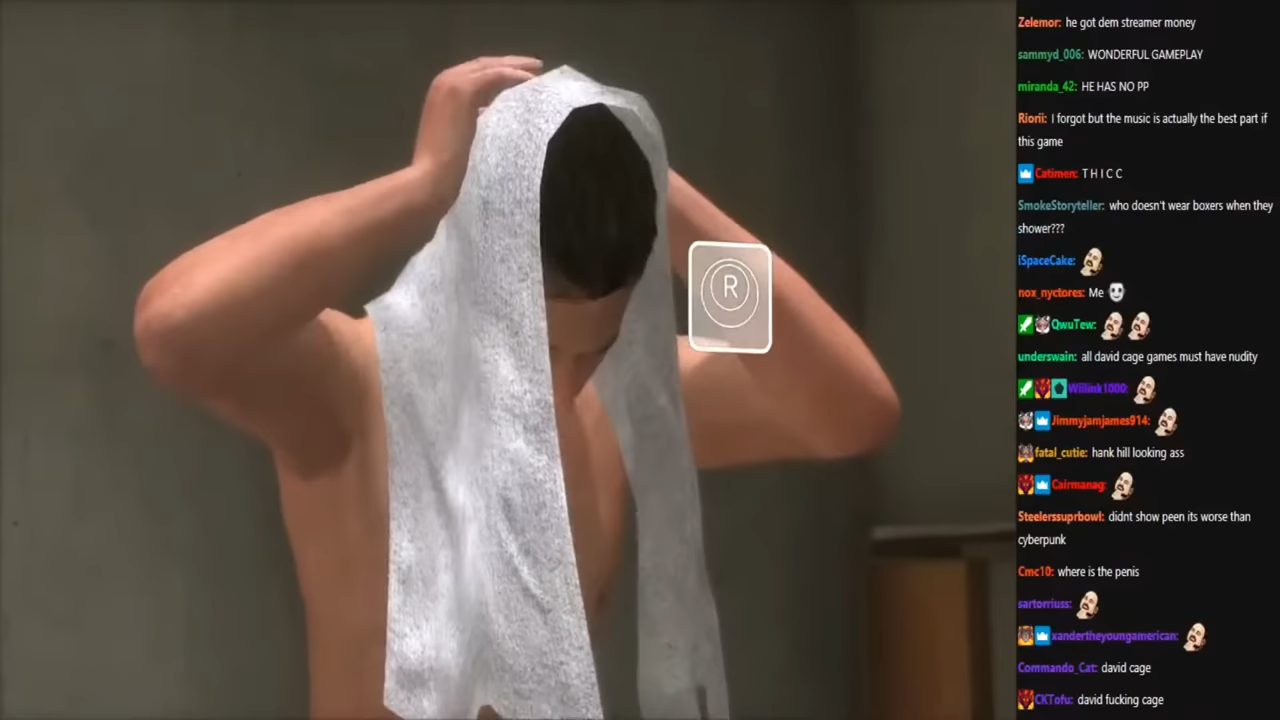 Zelemor: he got dem streamer money
sammyd_006: WONDERFUL GAMEPLAY
miranda_42: HE HAS NO PP
Riorii: I forgot but the music is actually the best part if
this game
Catimen: T H I C C
SmokeStoryteller: who doesn't wear boxers when they
shower???
iSpaceCake:
nox_nyctores: Me
QwuTew:
underswain: all david cage games must have nudity
Willink1000:
Jimmyjamjames914:
fatal_cutie: hank hill looking ass
Cairmanag:
Steelerssuprbowl: didnt show peen its worse than
cyberpunk
Cmc10: where is the penis
sartorriuss:
xandertheyoungamerican:
Commando_Cat: david cage
CKTofu: david fucking cage
R